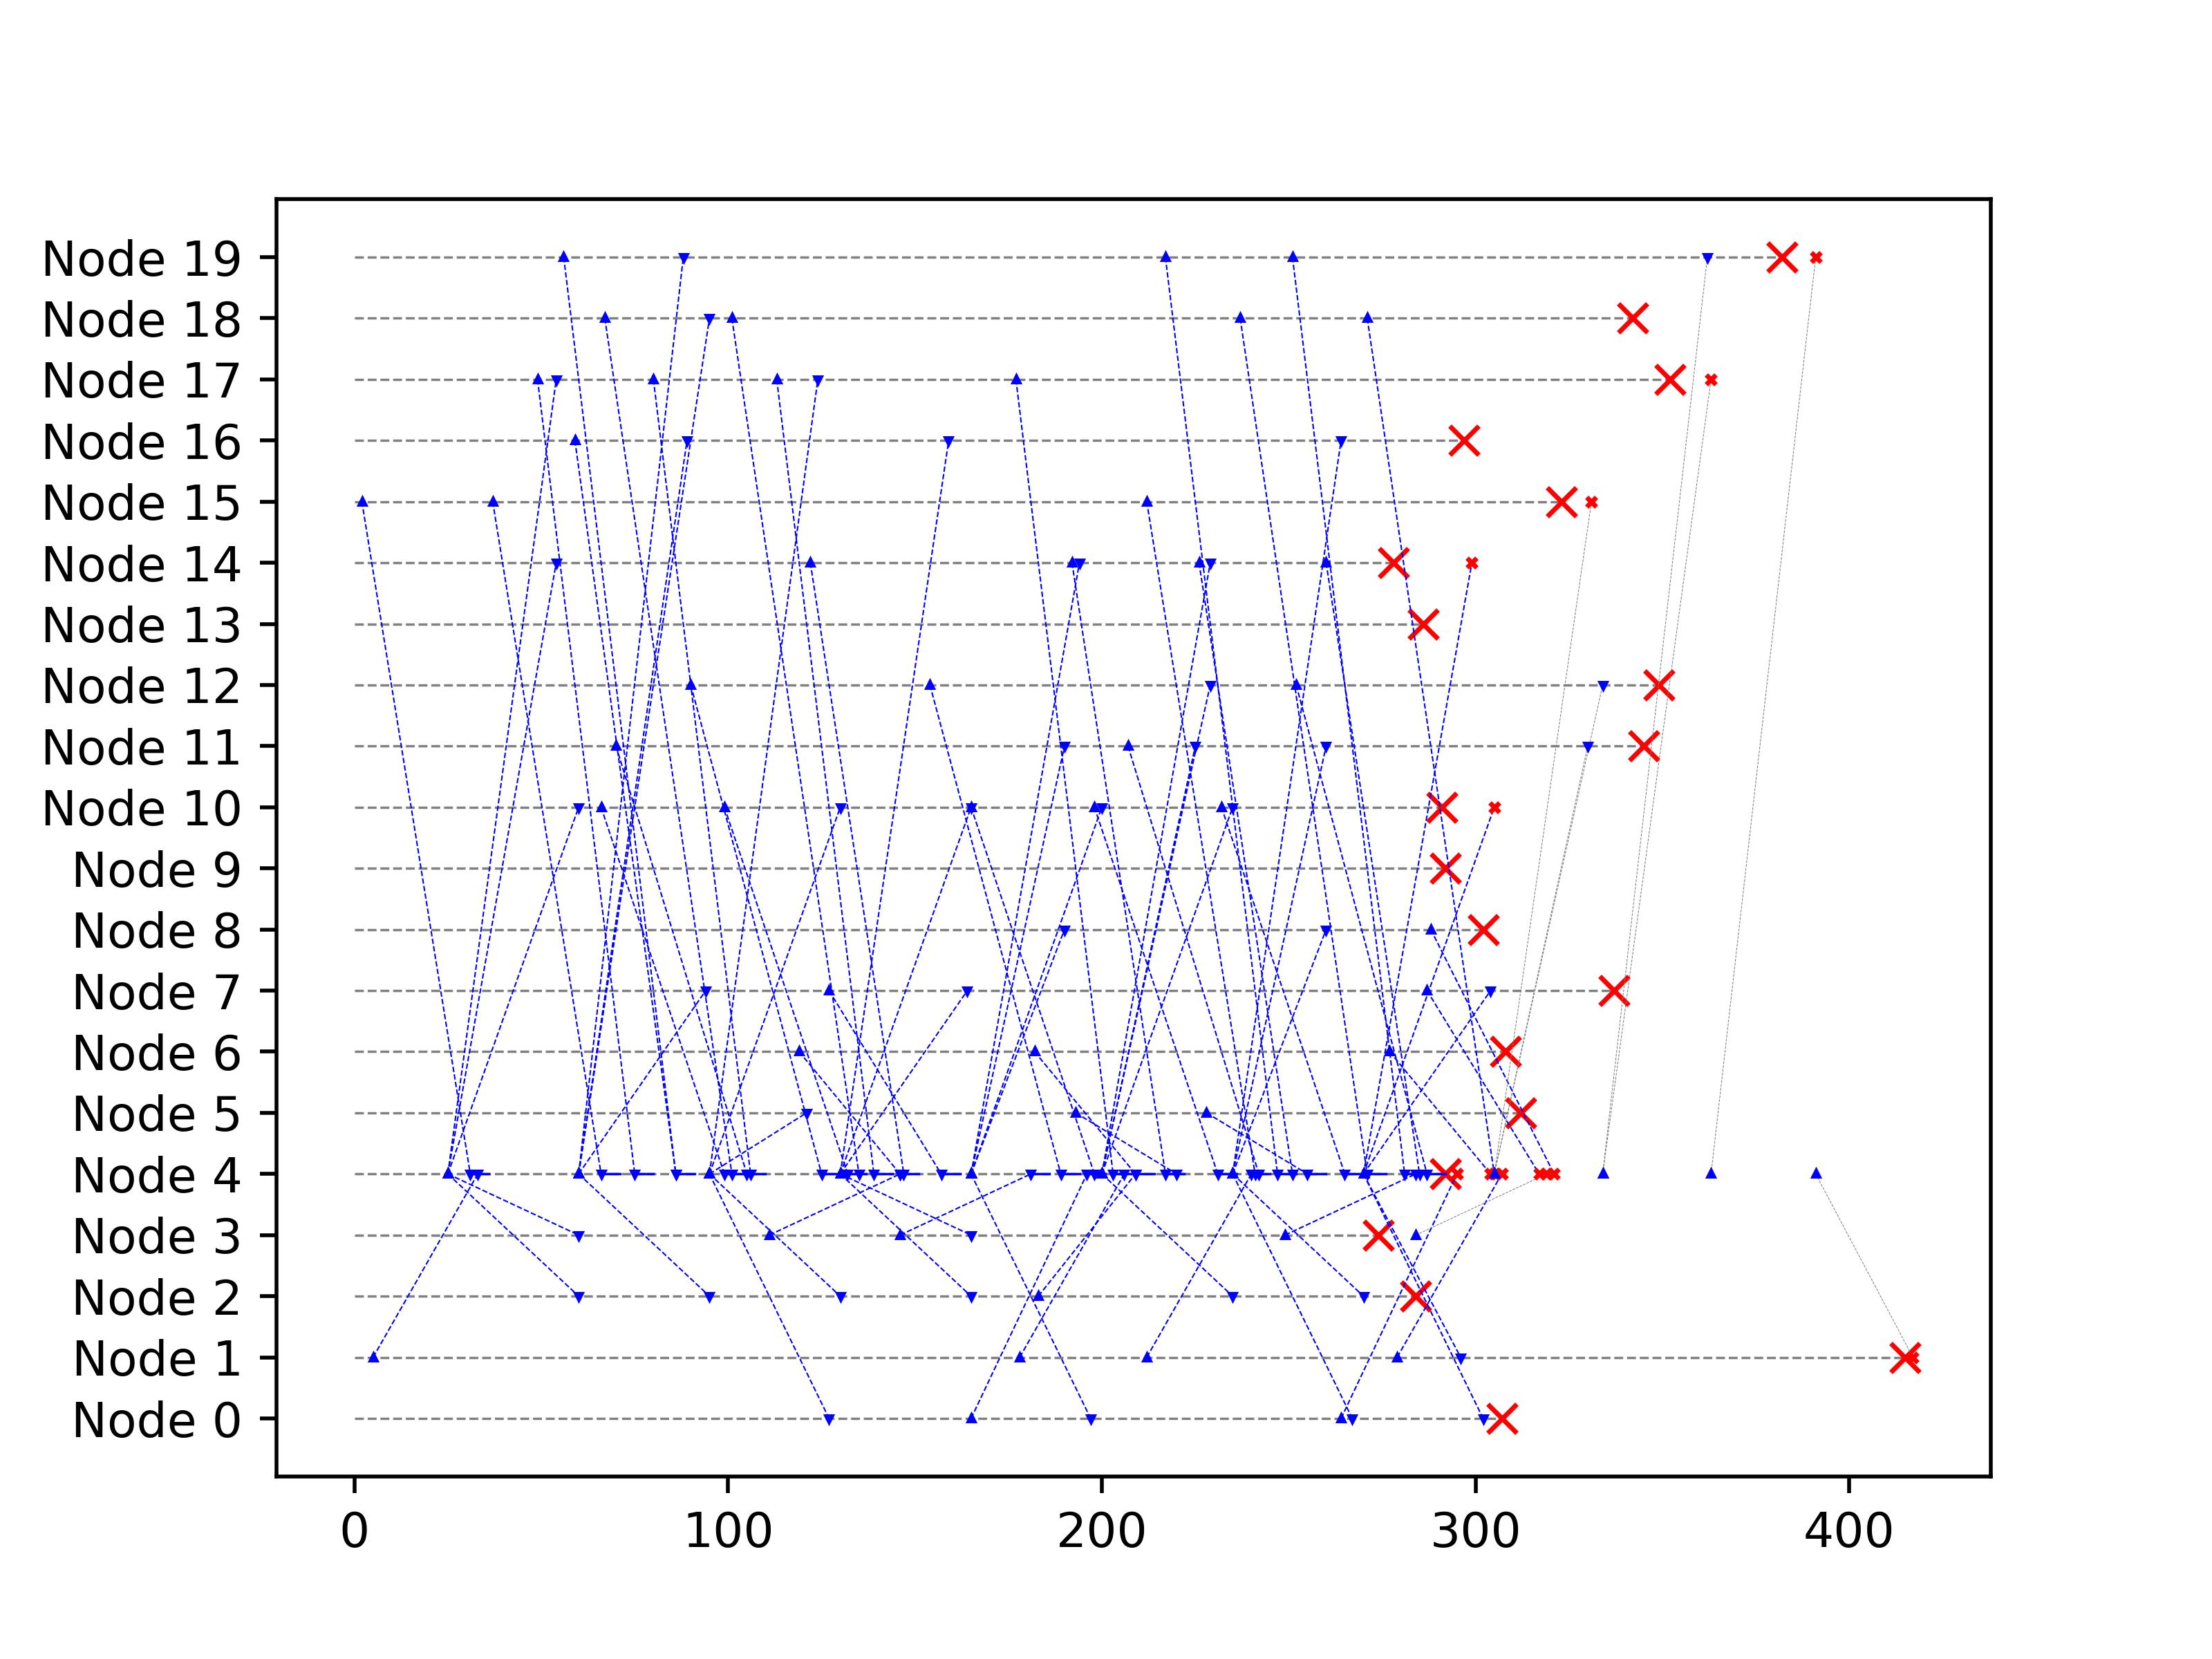 Node 19
Node 18
Node 17
Node 16
Node 15
Node 14
Node 13
Node 12
Node 11
Node 10
Node 9
Node 8
Node 7
Node 6
Node 5
Node 4
Node 3
Node 2
Node 1
Node 0
0 100 200 300 400